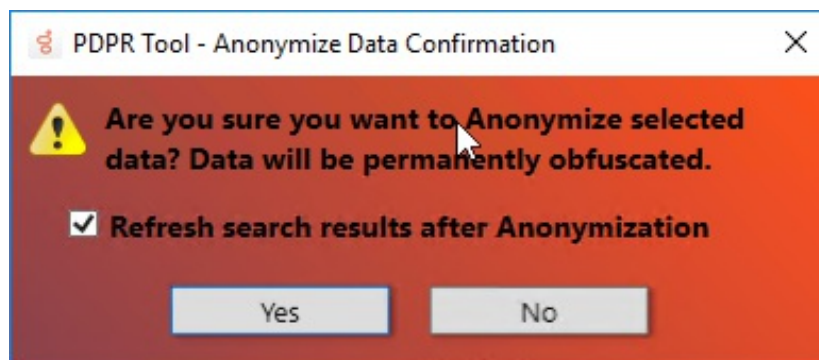 PDPR Tool - Anonymize Data Confirmation
Are you sure you want to Anonymize selected
data? Data will be permanently obfuscated.
Refresh search results after Anonymization
Yes
No